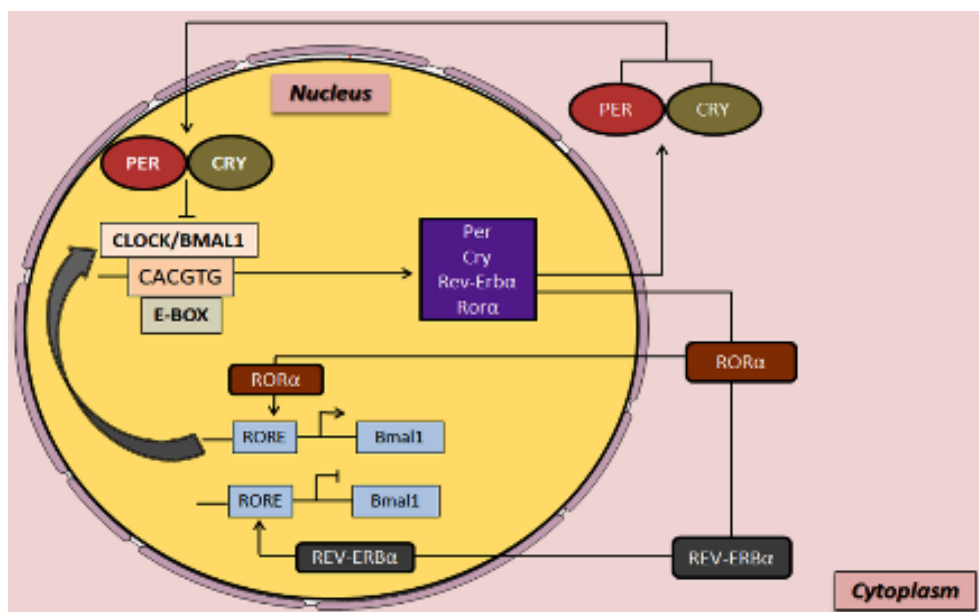 Nucleus
PER CRY
PER CRY
CLOCK/BMAL1
CACGTG
E-BOX
Per
Cry
Rev-Erbα
Rorα
RORα
RORα
RORE Bmal1
RORE Bmal1
REV-ERBα
REV-ERBα
Cytoplasm